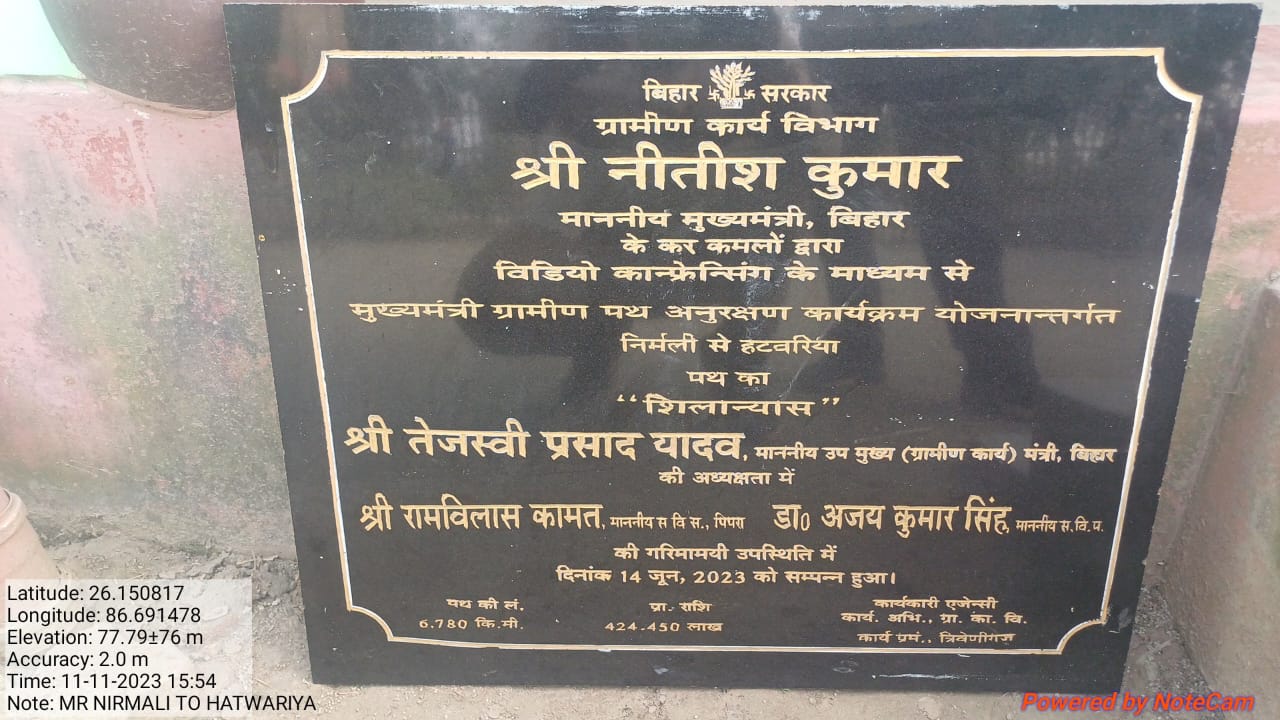 बिहार सरकार
ग्रामीण कार्य विभाग
श्री नीतीश कुमार
माननीय मुख्यमंत्री, बिहार
के कर कमलों द्वारा
विडियो कान्फ्रेन्सिंग के माध्यम से
मुख्यमंत्री ग्रामीण पथ अनुरक्षण कार्यक्रम योजनान्तर्गत
निर्मली से हटवरिया
पथ का
“शिलान्यास”
श्री तेजस्वी प्रसाद यादव, माननीय उप मुख्य (ग्रामीण कार्य) मंत्री, बिहार
की अध्यक्षता में
श्री रामविलास कामत, माननीय स वि स., पिपरा डा० अजय कुमार सिंह, माननीय स.वि.प.
की गरिमामयी उपस्थिति में
दिनांक 14 जून, 2023 को सम्पन्न हुआ।
पथ की लं. प्रा. राशि कार्यकारी एजेन्सी
6.780 कि.मी. 424.450 लाख कार्य. अभि., ग्रा. का. वि.
कार्य प्रमं., त्रिवेणीगंज
Latitude: 26.150817
Longitude: 86.691478
Elevation: 77.79±76 m
Accuracy: 2.0 m
Time: 11-11-2023 15:54
Note: MR NIRMALI TO HATWARIYA
Powered by NoteCam